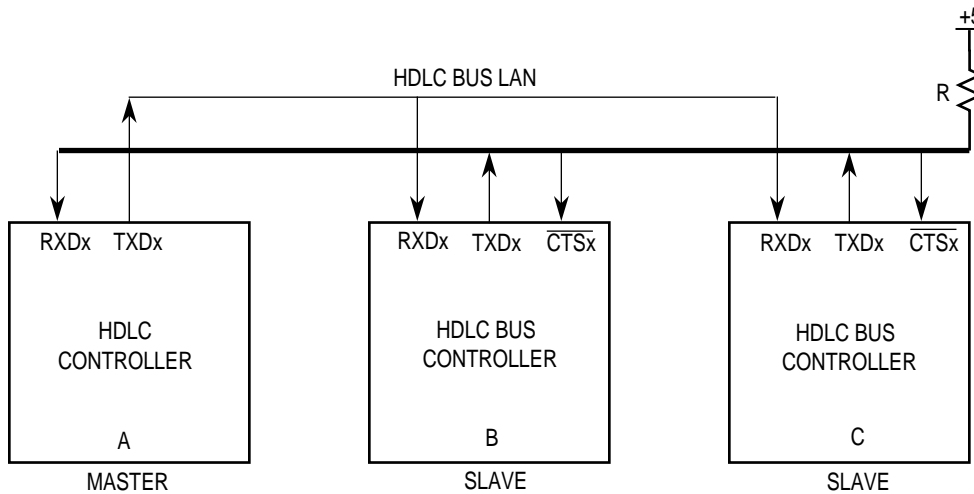 +5
HDLC BUS LAN
R
RXDx TXDx
RXDx TXDx CTSx
RXDx TXDx CTSx
HDLC
CONTROLLER
A
MASTER
HDLC BUS
CONTROLLER
B
SLAVE
HDLC BUS
CONTROLLER
C
SLAVE